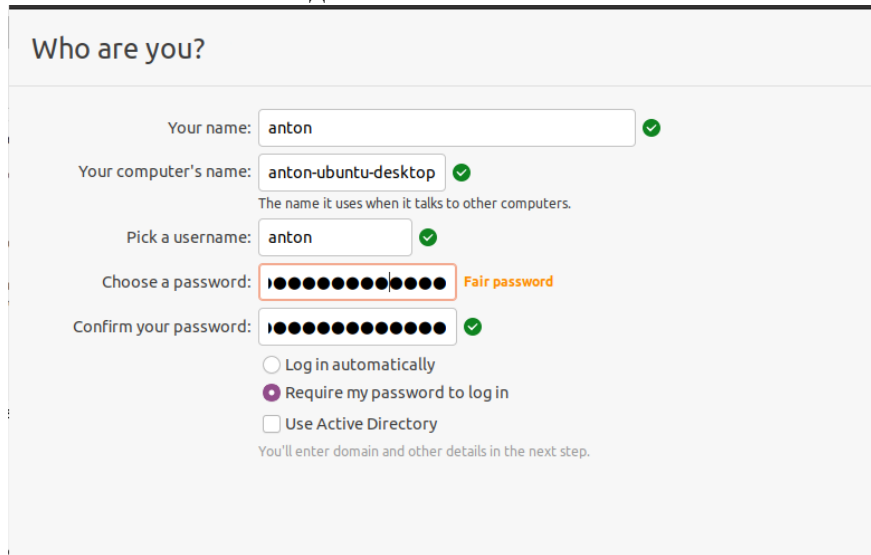 Who are you?
Your name: anton
Your computer's name: anton-ubuntu-desktop
The name it uses when it talks to other computers.
Pick a username: anton
Choose a password: ●●●●●●●●●●●●● Fair password
Confirm your password: ●●●●●●●●●●●●●
Log in automatically
Require my password to log in
Use Active Directory
You'll enter domain and other details in the next step.